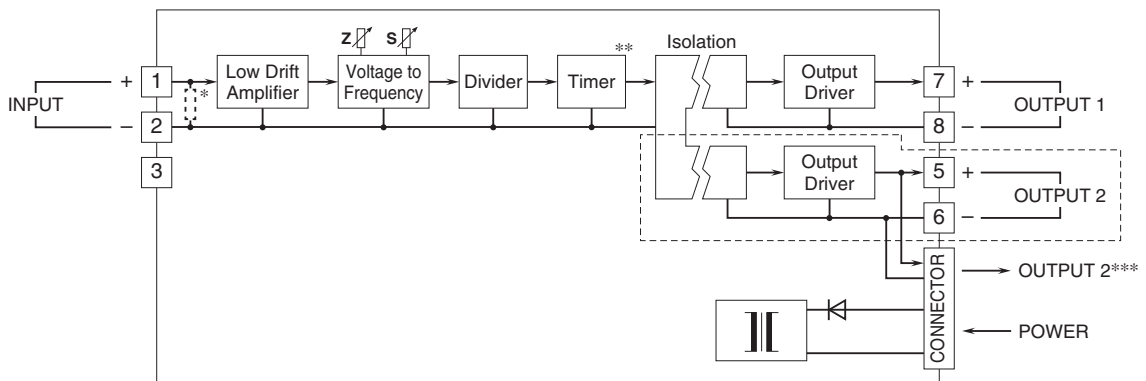 Z S ** Isolation
+ 1 Low Drift Amplifier Voltage to Frequency Divider Timer Output Driver 7 +
INPUT * OUTPUT 1
− 2 8 −
3 Output Driver 5 +
OUTPUT 2
6 −
CONNECTOR
OUTPUT 2***
POWER